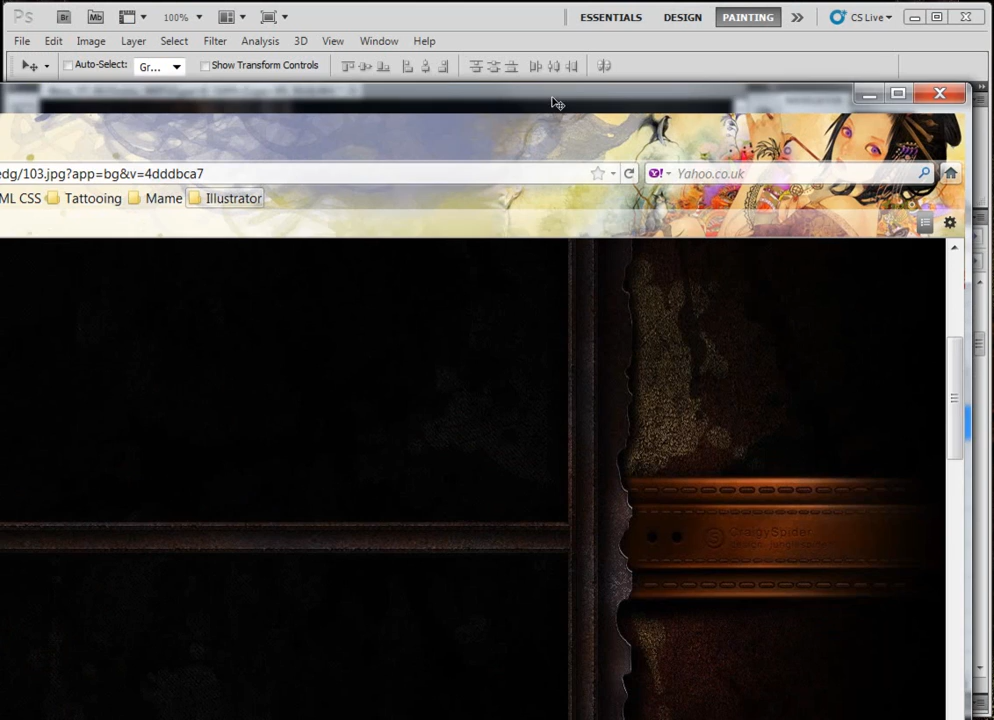 Ps Br Mb 100% ESSENTIALS DESIGN PAINTING CS Live
File Edit Image Layer Select Filter Analysis 3D View Window Help
Auto-Select: Gr... Show Transform Controls
edg/103.jpg?app=bg&v=4dddbca7 Y! Yahoo.co.uk
ML CSS Tattooing Mame Illustrator
S CraigySpider